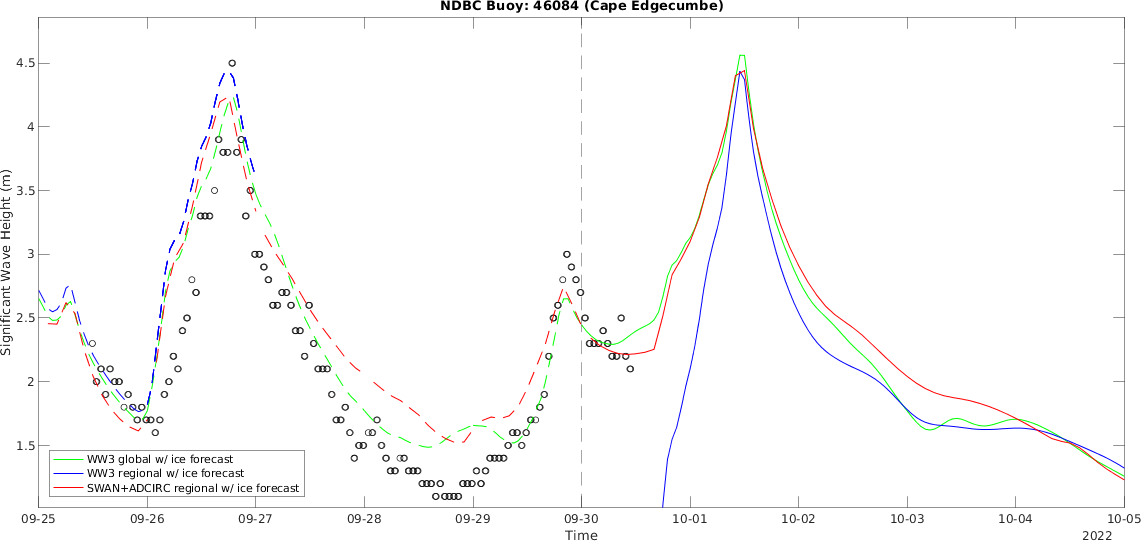 NDBC Buoy: 46084 (Cape Edgecumbe)
Significant Wave Height (m)
4.5
4
3.5
3
2.5
2
1.5
WW3 global w/ ice forecast
WW3 regional w/ ice forecast
SWAN+ADCIRC regional w/ ice forecast
09-25 09-26 09-27 09-28 09-29 09-30 10-01 10-02 10-03 10-04 10-05
Time
2022